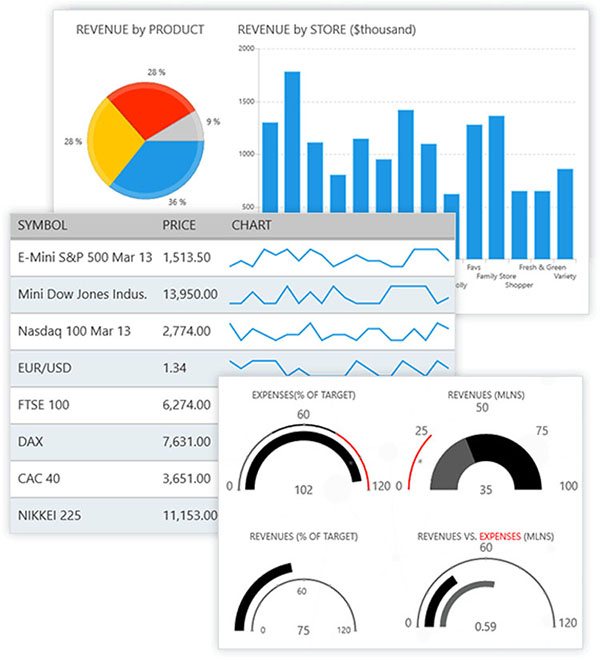 REVENUE by PRODUCT
28 %
9 %
28 %
36 %
REVENUE by STORE ($thousand)
2000
1500
1000
500
Favs
Fresh & Green
Family Store
Variety
Shopper
SYMBOL PRICE CHART
E-Mini S&P 500 Mar 13 1,513.50
Mini Dow Jones Indus. 13,950.00
Nasdaq 100 Mar 13 2,774.00
EUR/USD 1.34
FTSE 100 6,274.00
DAX 7,631.00
CAC 40 3,651.00
NIKKEI 225 11,153.00
EXPENSES(% OF TARGET)
60
0 102 120
REVENUES (MLNS)
50
25 75
0 35 100
REVENUES (% OF TARGET)
60
0 75 120
REVENUES VS. EXPENSES (MLNS)
60
0 0.59 120